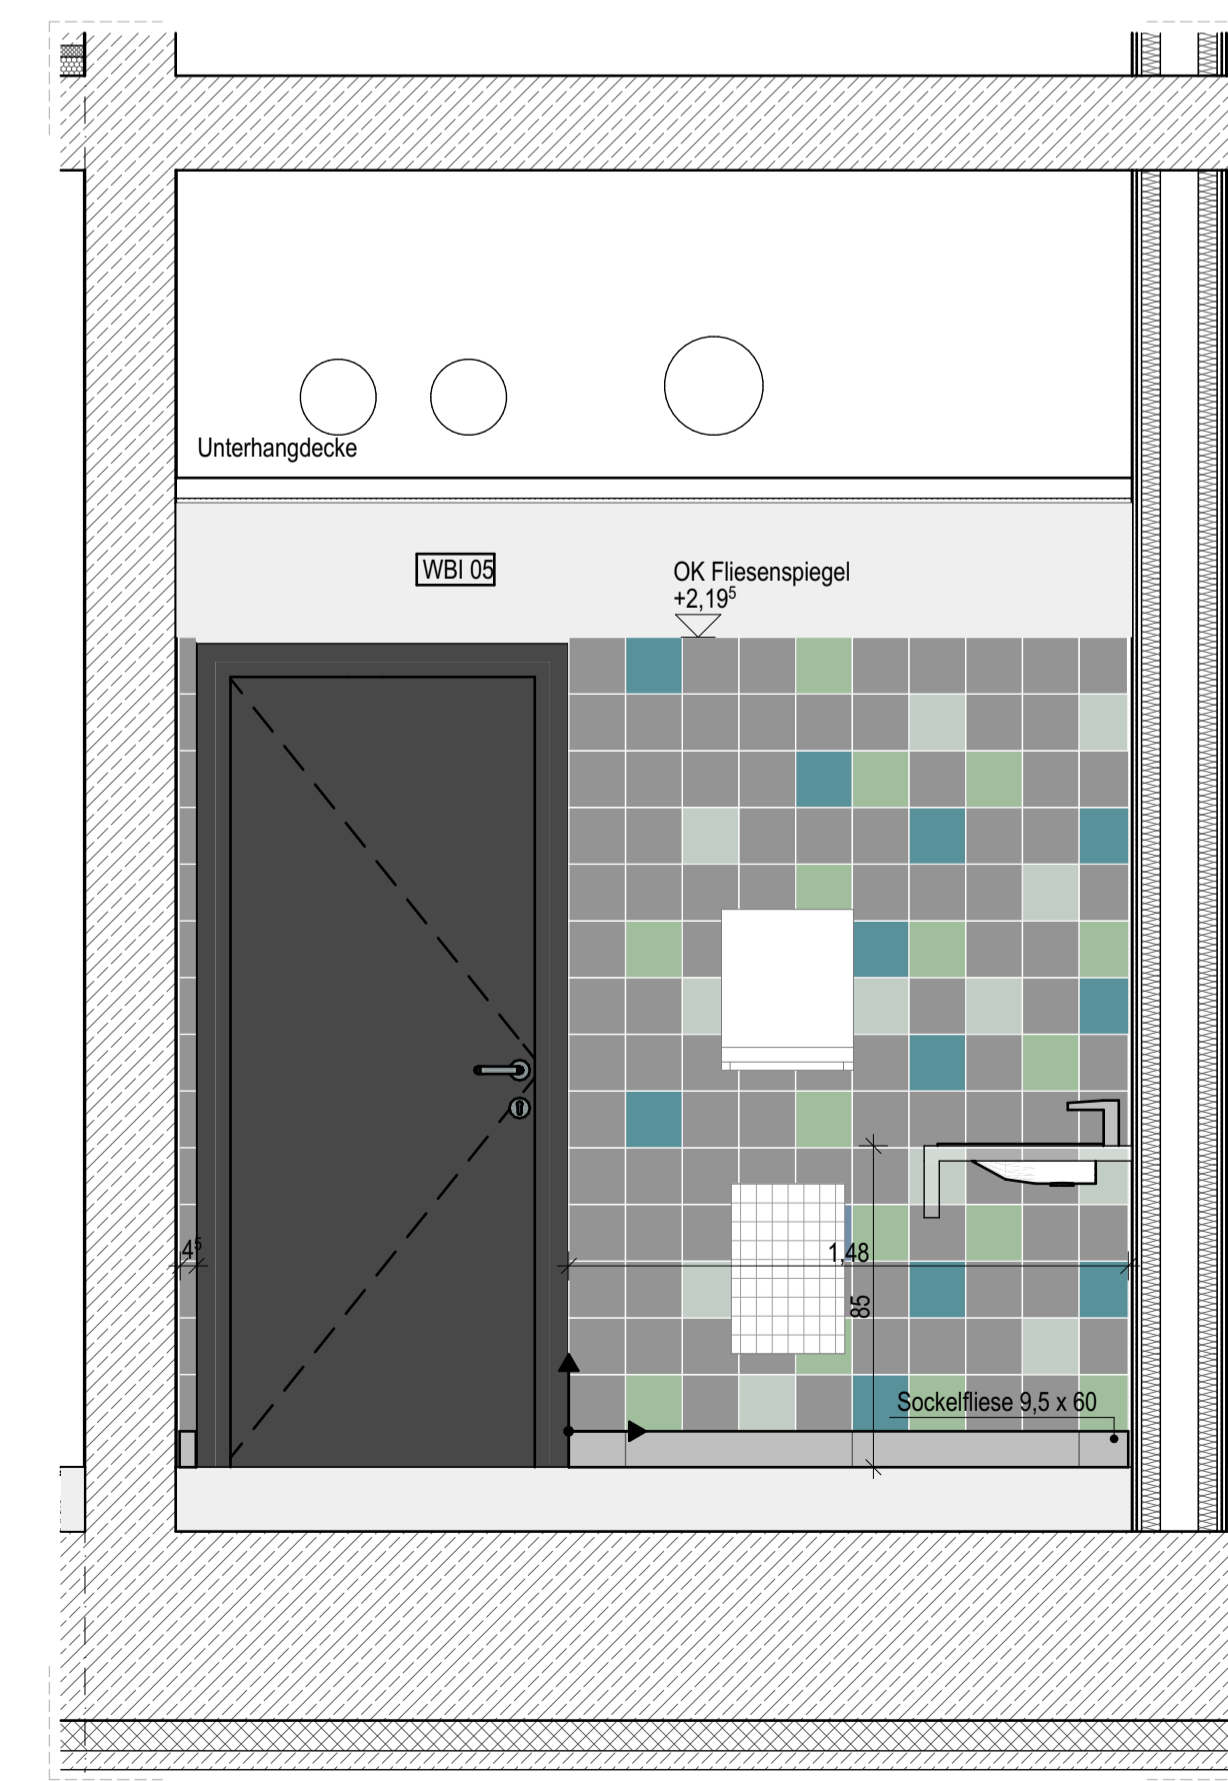 Unterhangdecke
WBI 05
OK Fliesenspiegel
+2,19⁵
4⁵
1,48
85
Sockelfliese 9,5 x 60